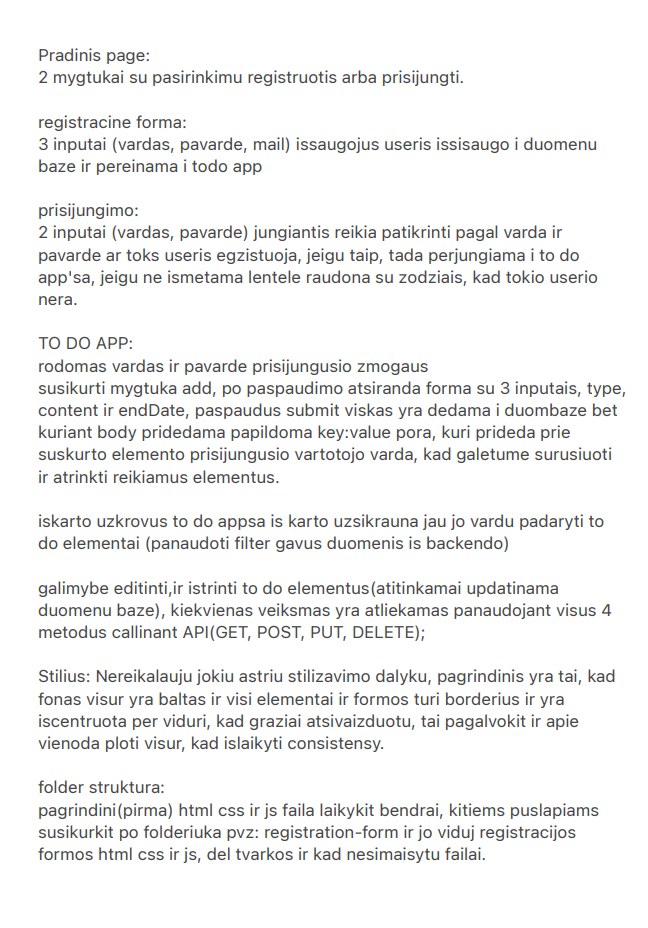 Pradinis page:
2 mygtukai su pasirinkimu registruotis arba prisijungti.
registracine forma:
3 inputai (vardas, pavarde, mail) issaugojus useris issisaugo i duomenu
baze ir pereinama i todo app
prisijungimo:
2 inputai (vardas, pavarde) jungiantis reikia patikrinti pagal varda ir
pavarde ar toks useris egzistuoja, jeigu taip, tada perjungiama i to do
app'sa, jeigu ne ismetama lentele raudona su zodziais, kad tokio userio
nera.
TO DO APP:
rodomas vardas ir pavarde prisijungusio zmogaus
susikurti mygtuka add, po paspaudimo atsiranda forma su 3 inputais, type,
content ir endDate, paspaudus submit viskas yra dedama i duombaze bet
kuriant body pridedama papildoma key:value pora, kuri prideda prie
suskurto elemento prisijungusio vartotojo varda, kad galetume surusiuoti
ir atrinkti reikiamus elementus.
iskarto uzkrovus to do appsa is karto uzsikrauna jau jo vardu padaryti to
do elementai (panaudoti filter gavus duomenis is backendo)
galimybe editinti,ir istrinti to do elementus(atitinkamai updatinama
duomenu baze), kiekvienas veiksmas yra atliekamas panaudojant visus 4
metodus callinant API(GET, POST, PUT, DELETE);
Stilius: Nereikalauju jokiu astriu stilizavimo dalyku, pagrindinis yra tai, kad
fonas visur yra baltas ir visi elementai ir formos turi borderius ir yra
iscentruota per viduri, kad graziai atsivaizduotu, tai pagalvokit ir apie
vienoda ploti visur, kad islaikyti consistensy.
folder struktura:
pagrindini(pirma) html css ir js faila laikykit bendrai, kitiems puslapiams
susikurkit po folderiuka pvz: registration-form ir jo viduj registracijos
formos html css ir js, del tvarkos ir kad nesimaisytu failai.